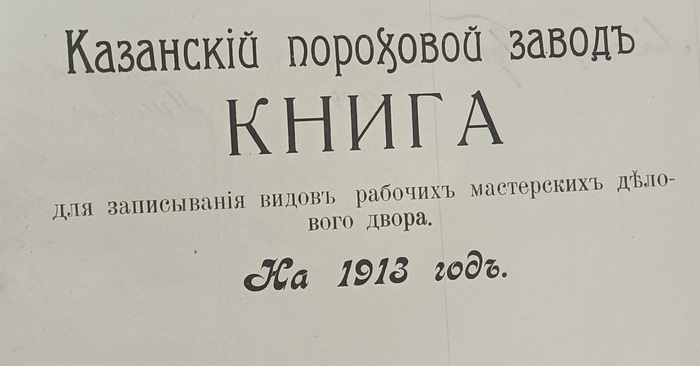 Казанскій пороховой заводъ
КНИГА
для записыванія видовъ рабочихъ мастерскихъ дѣло-
вого двора.
На 1913 годъ.